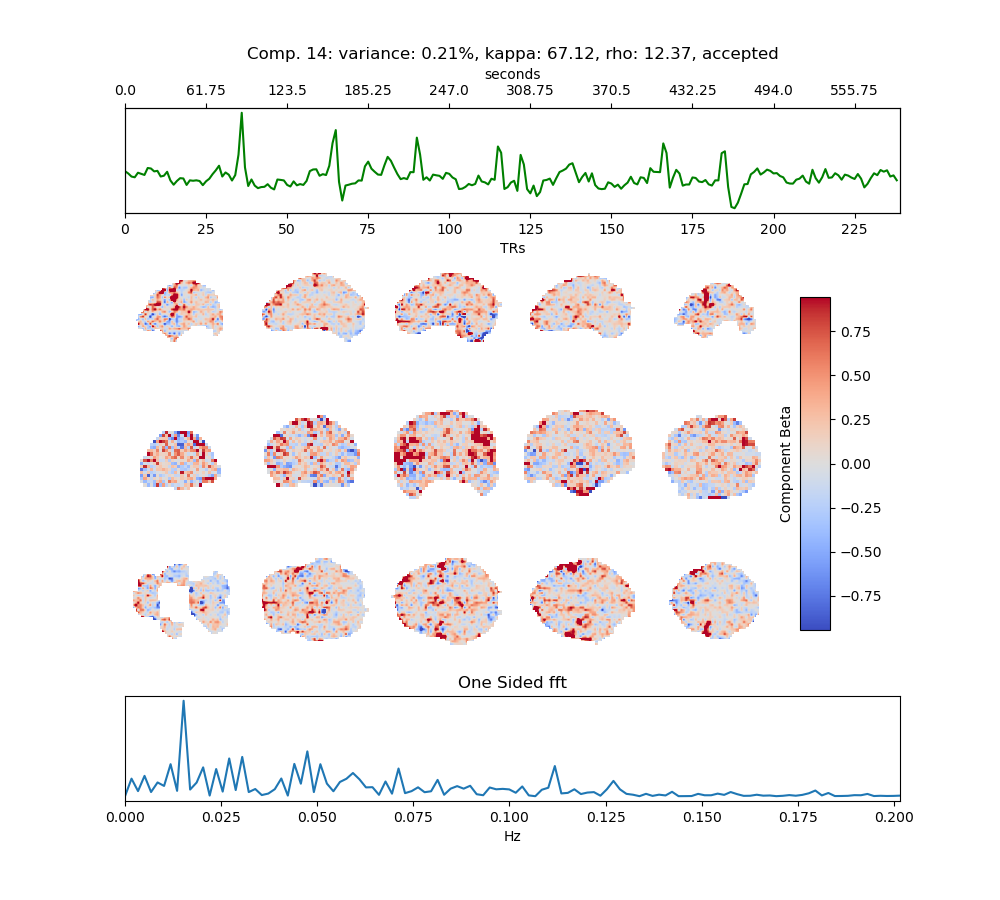 Comp. 14: variance: 0.21%, kappa: 67.12, rho: 12.37, accepted
seconds
0.0 61.75 123.5 185.25 247.0 308.75 370.5 432.25 494.0 555.75
0 25 50 75 100 125 150 175 200 225
TRs
0.75
0.50
0.25
0.00
−0.25
−0.50
−0.75
Component Beta
One Sided fft
0.000 0.025 0.050 0.075 0.100 0.125 0.150 0.175 0.200
Hz